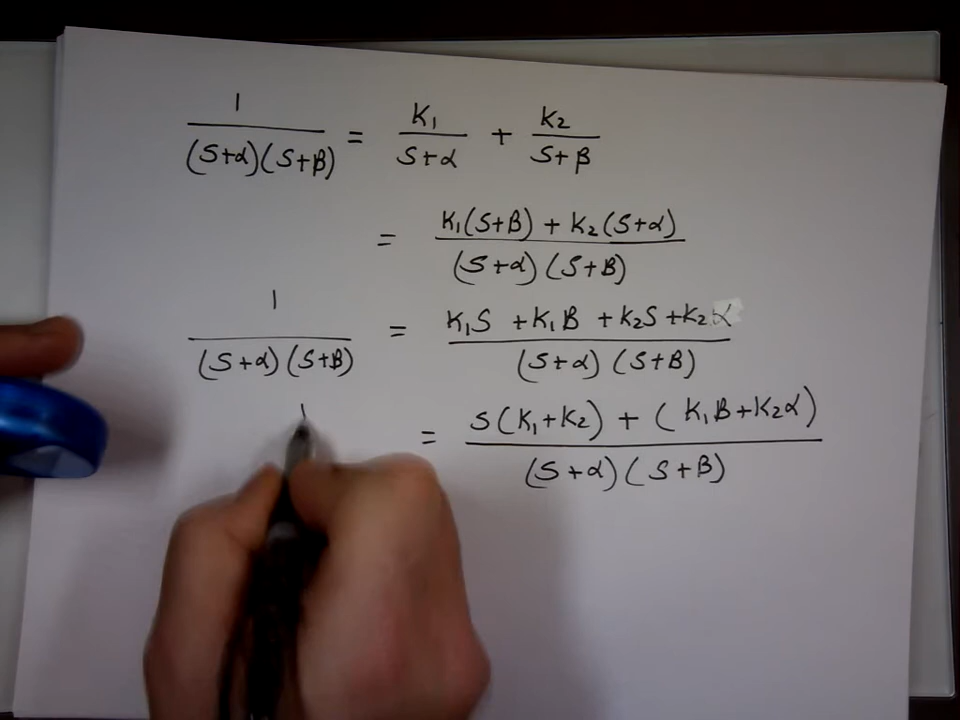 1/((S+α)(S+β)) = K₁/(S+α) + K₂/(S+β)
= (K₁(S+β) + K₂(S+α))/((S+α)(S+β))
1/((S+α)(S+β)) = (K₁S + K₁β + K₂S + K₂α)/((S+α)(S+β))
1 = (S(K₁+K₂) + (K₁β+K₂α))/((S+α)(S+β))